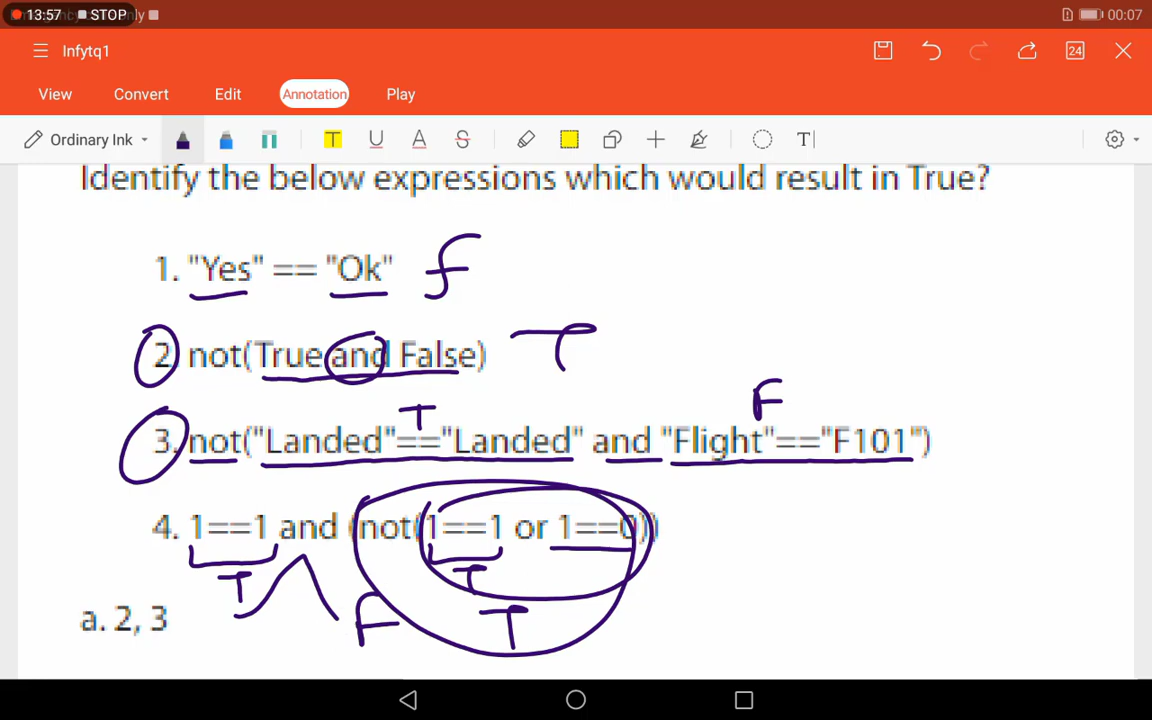 13:57 STOP
00:07
Infytq1
24
View Convert Edit Annotation Play
Ordinary Ink T U A S T
Identify the below expressions which would result in True?
1. "Yes" == "Ok" F
2. not(True and False) T
T F
3. not("Landed"=="Landed" and "Flight"=="F101")
4. 1==1 and (not(1==1 or 1==0))
T T
F T
a. 2, 3